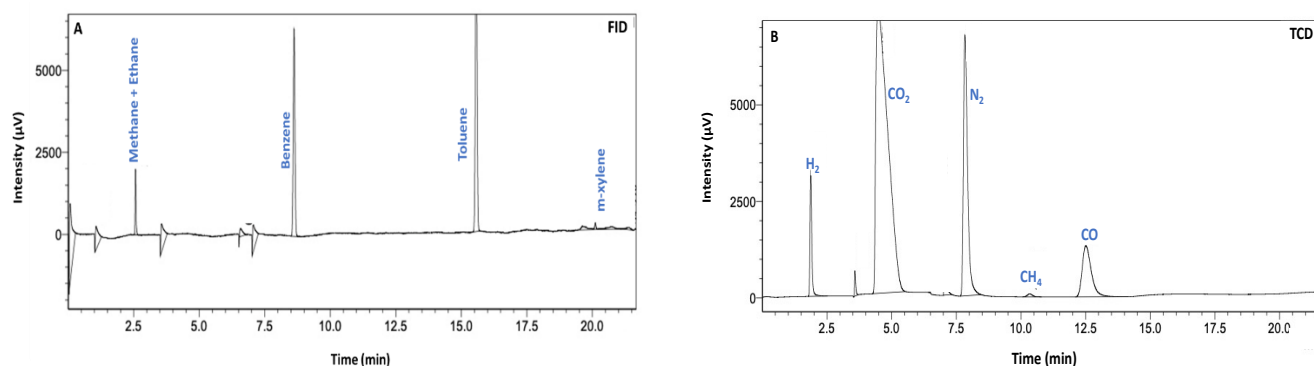 A
FID
Intensity (µV)
5000
2500
0
Methane + Ethane
Benzene
Toluene
m-xylene
2.5
5.0
7.5
10.0
12.5
15.0
17.5
20.0
Time (min)
B
TCD
Intensity (µV)
5000
2500
0
H₂
CO₂
N₂
CH₄
CO
2.5
5.0
7.5
10.0
12.5
15.0
17.5
20.0
Time (min)